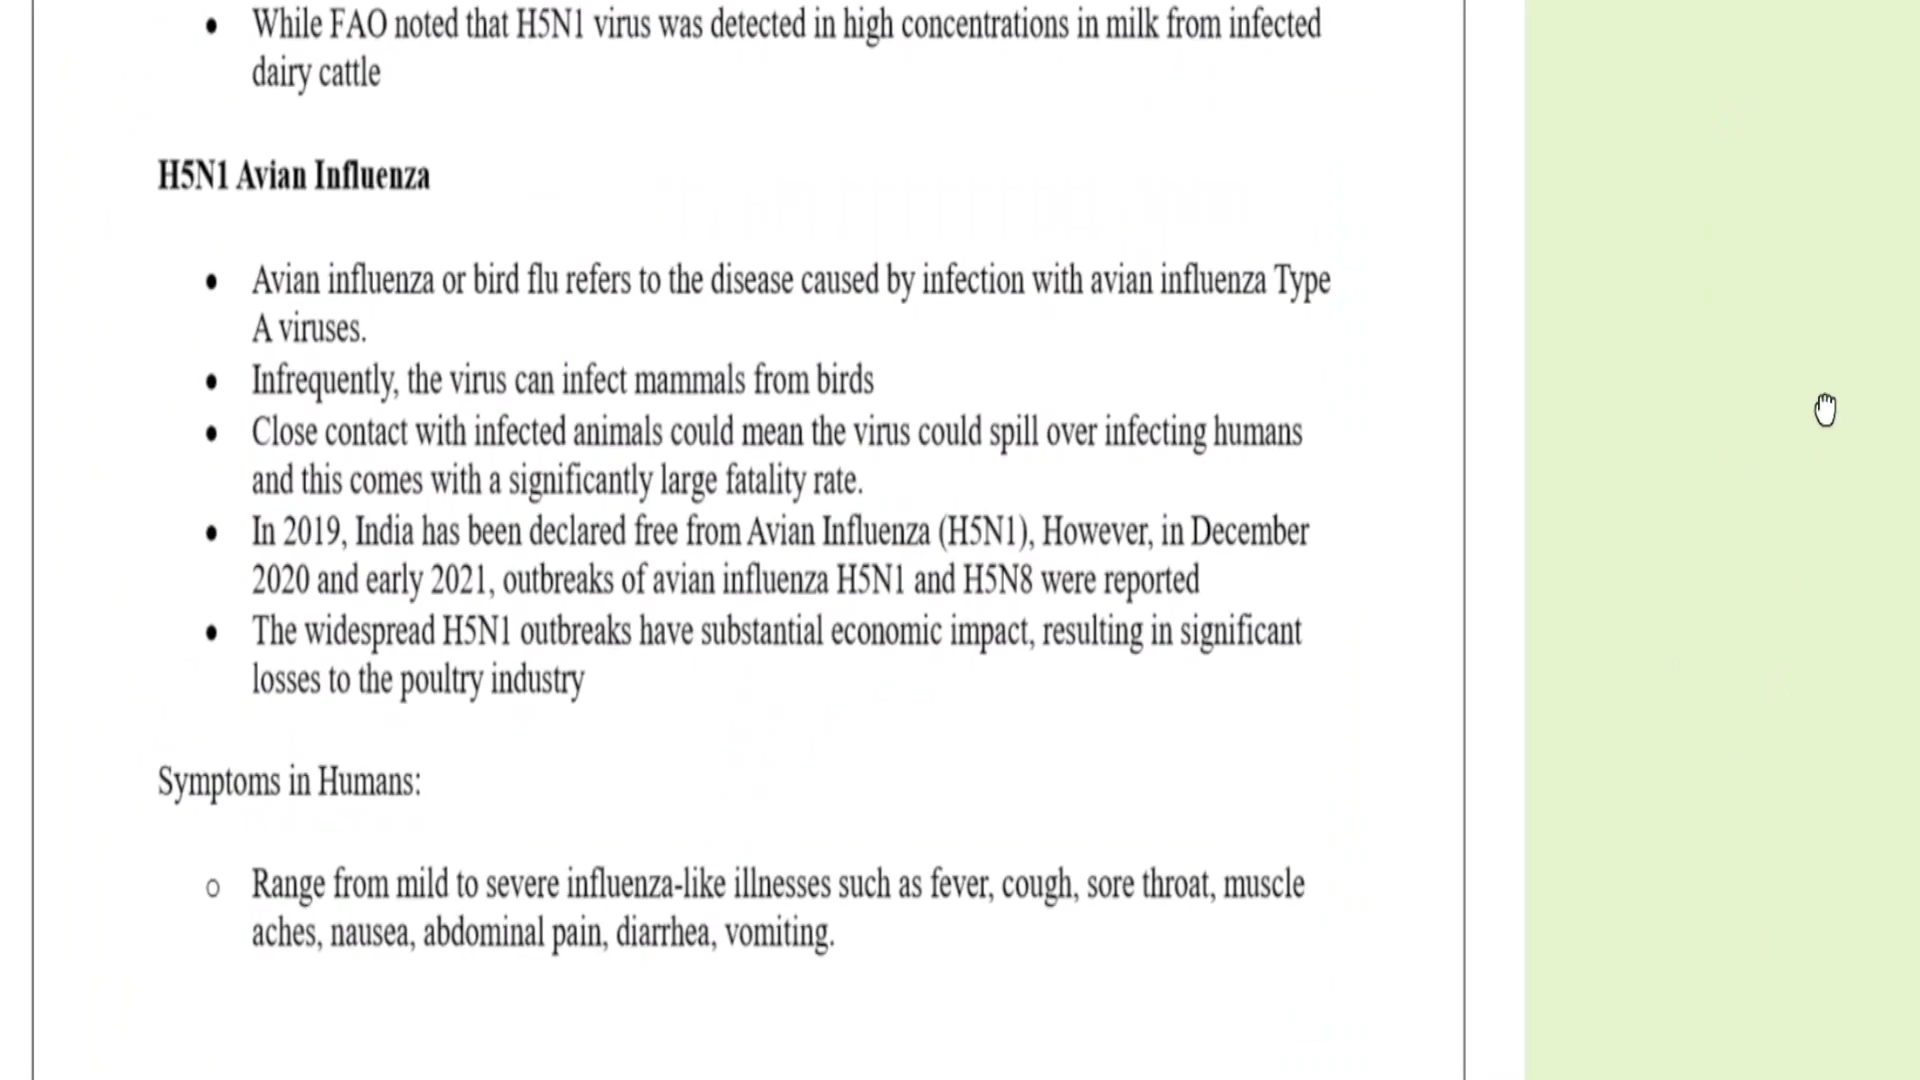 • While FAO noted that H5N1 virus was detected in high concentrations in milk from infected
dairy cattle
H5N1 Avian Influenza
• Avian influenza or bird flu refers to the disease caused by infection with avian influenza Type
A viruses.
• Infrequently, the virus can infect mammals from birds
• Close contact with infected animals could mean the virus could spill over infecting humans
and this comes with a significantly large fatality rate.
• In 2019, India has been declared free from Avian Influenza (H5N1), However, in December
2020 and early 2021, outbreaks of avian influenza H5N1 and H5N8 were reported
• The widespread H5N1 outbreaks have substantial economic impact, resulting in significant
losses to the poultry industry
Symptoms in Humans:
o Range from mild to severe influenza-like illnesses such as fever, cough, sore throat, muscle
aches, nausea, abdominal pain, diarrhea, vomiting.